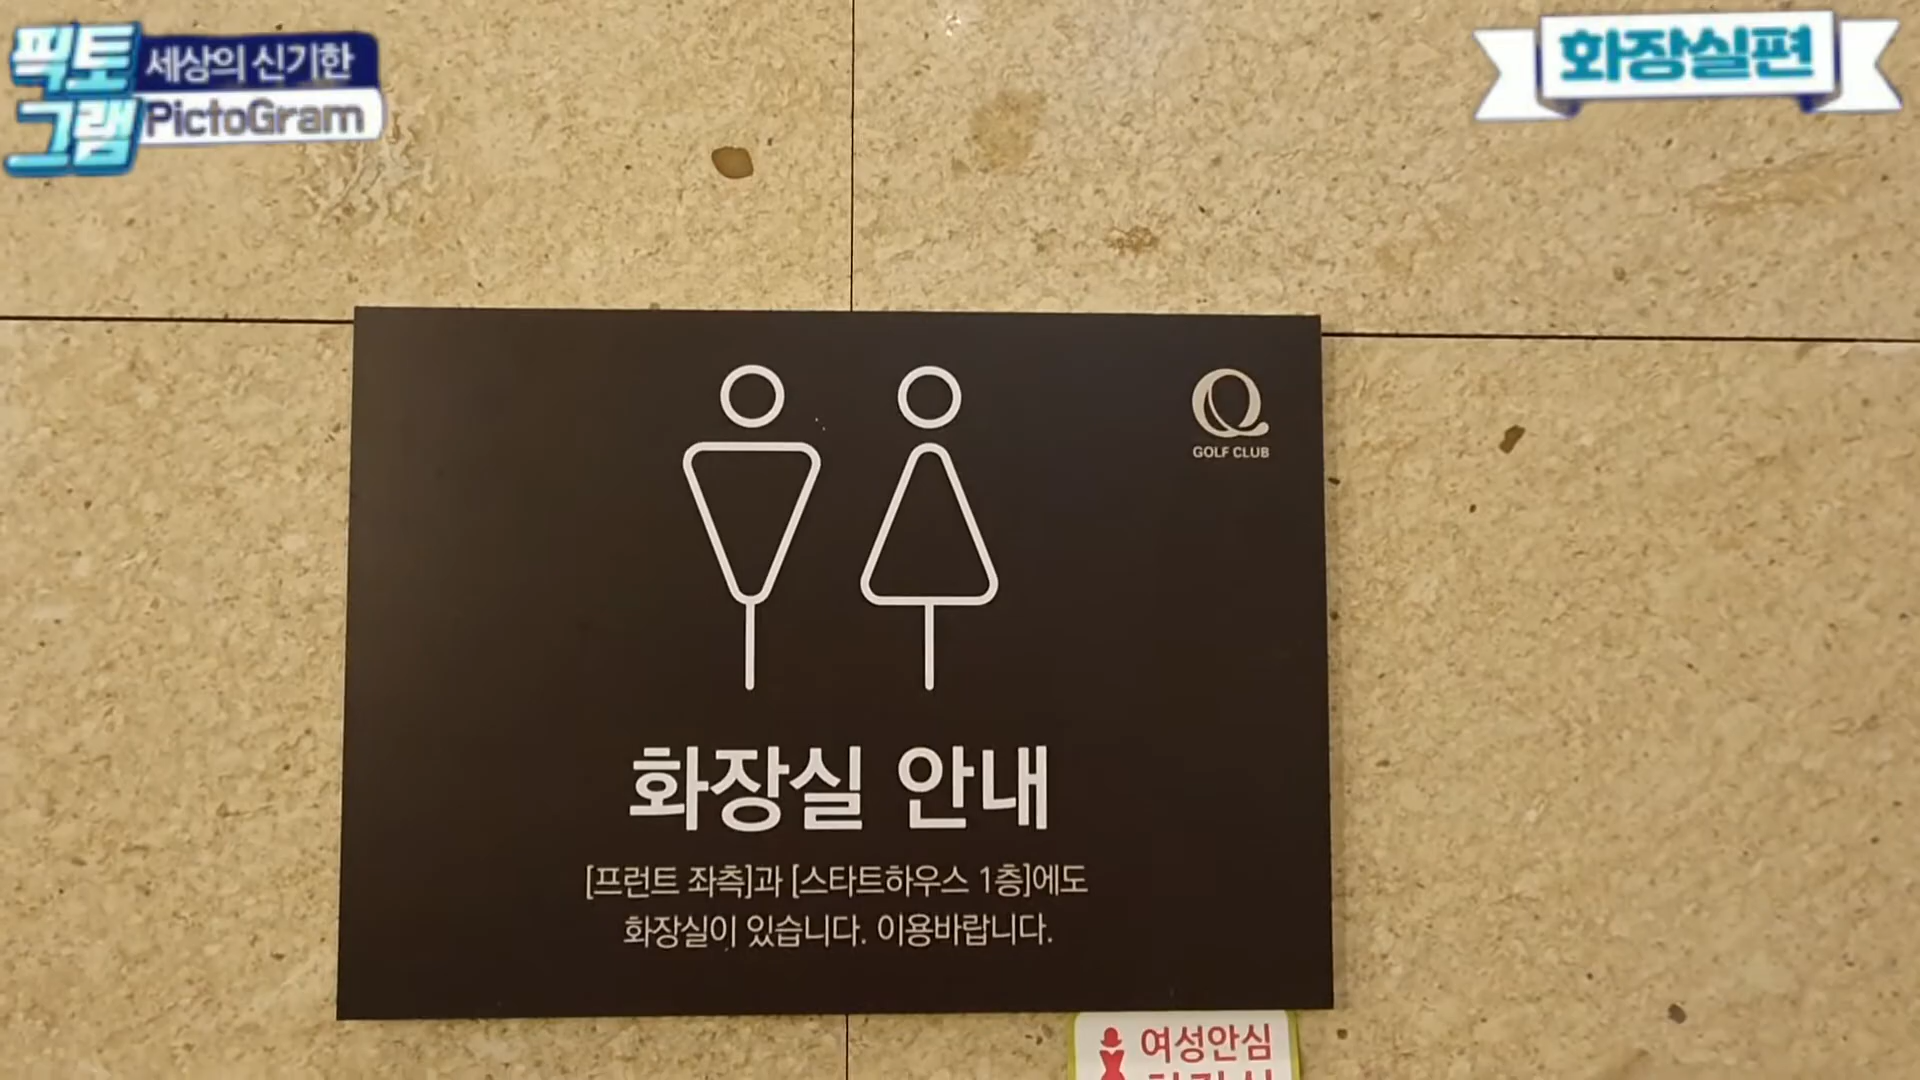 픽토
그램
세상의 신기한
PictoGram
화장실편
Q
GOLF CLUB
화장실 안내
[프런트 좌측]과 [스타트하우스 1층]에도
화장실이 있습니다. 이용바랍니다.
여성안심